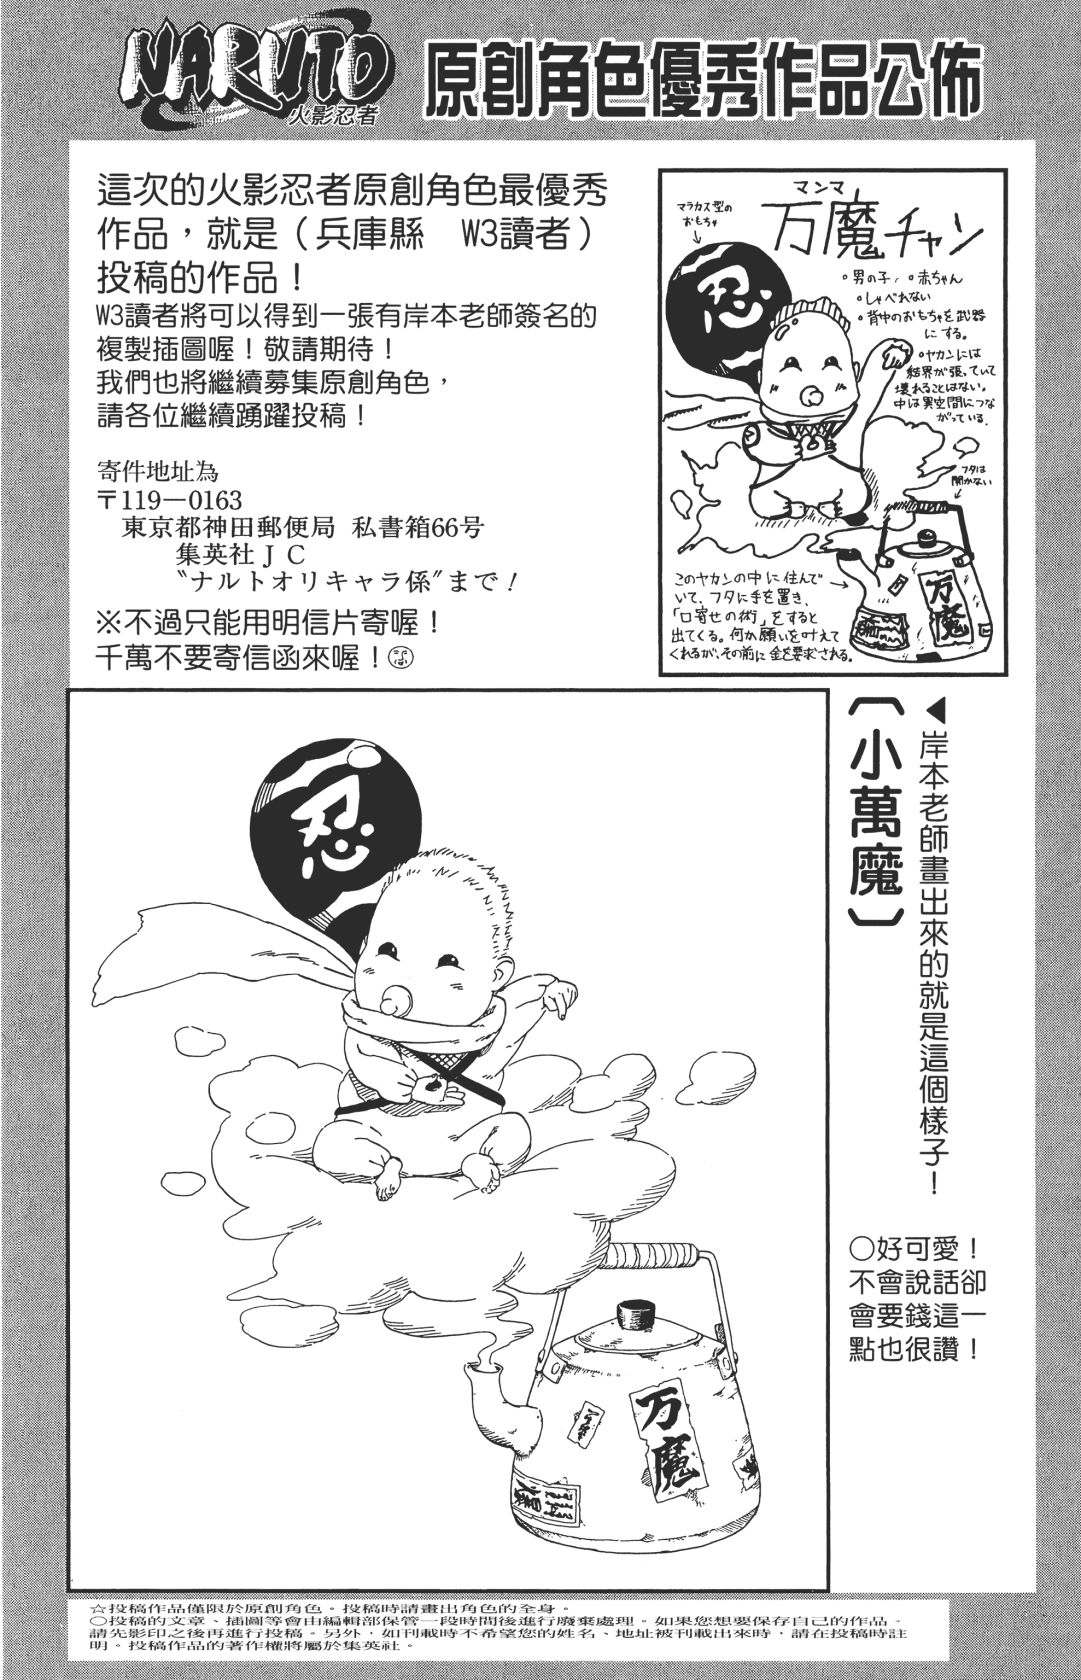 NARUTO
火影忍者
原創角色優秀作品公佈
這次的火影忍者原創角色最優秀
作品，就是（兵庫縣　W3讀者）
投稿的作品！
W3讀者將可以得到一張有岸本老師簽名的
複製插圖喔！敬請期待！
我們也將繼續募集原創角色，
請各位繼續踴躍投稿！
寄件地址為
〒119—0163
東京都神田郵便局 私書箱66号
集英社ＪＣ
〝ナルトオリキャラ係〟まで！
※不過只能用明信片寄喔！
千萬不要寄信函來喔！
マンマ
万魔チャン
マラカス型の
おもちゃ
忍
○男の子、○赤ちゃん
○しゃべれない
○背中のおもちゃを武器
にする。
○ヤカンには
結界が張っていて
壊れることはない。
中は異空間につな
がっている。
フタは
開かない
このヤカンの中に住んで
いて、フタに手を置き、
「口寄せの術」をすると
出てくる。何か願いを叶えて
くれるが、その前に金を要求される。
万魔
◀岸本老師畫出來的就是這個樣子！
〔小萬魔〕
忍
万魔
○好可愛！
不會說話卻
會要錢這一
點也很讚！
☆投稿作品僅限於原創角色。投稿時請畫出角色的全身。
○投稿的文章、插圖等會由編輯部保管一段時間後進行廢棄處理。如果您想要保存自己的作品，
請先影印之後再進行投稿。另外，如刊載時不希望您的姓名、地址被刊載出來時，請在投稿時註
明。投稿作品的著作權將屬於集英社。